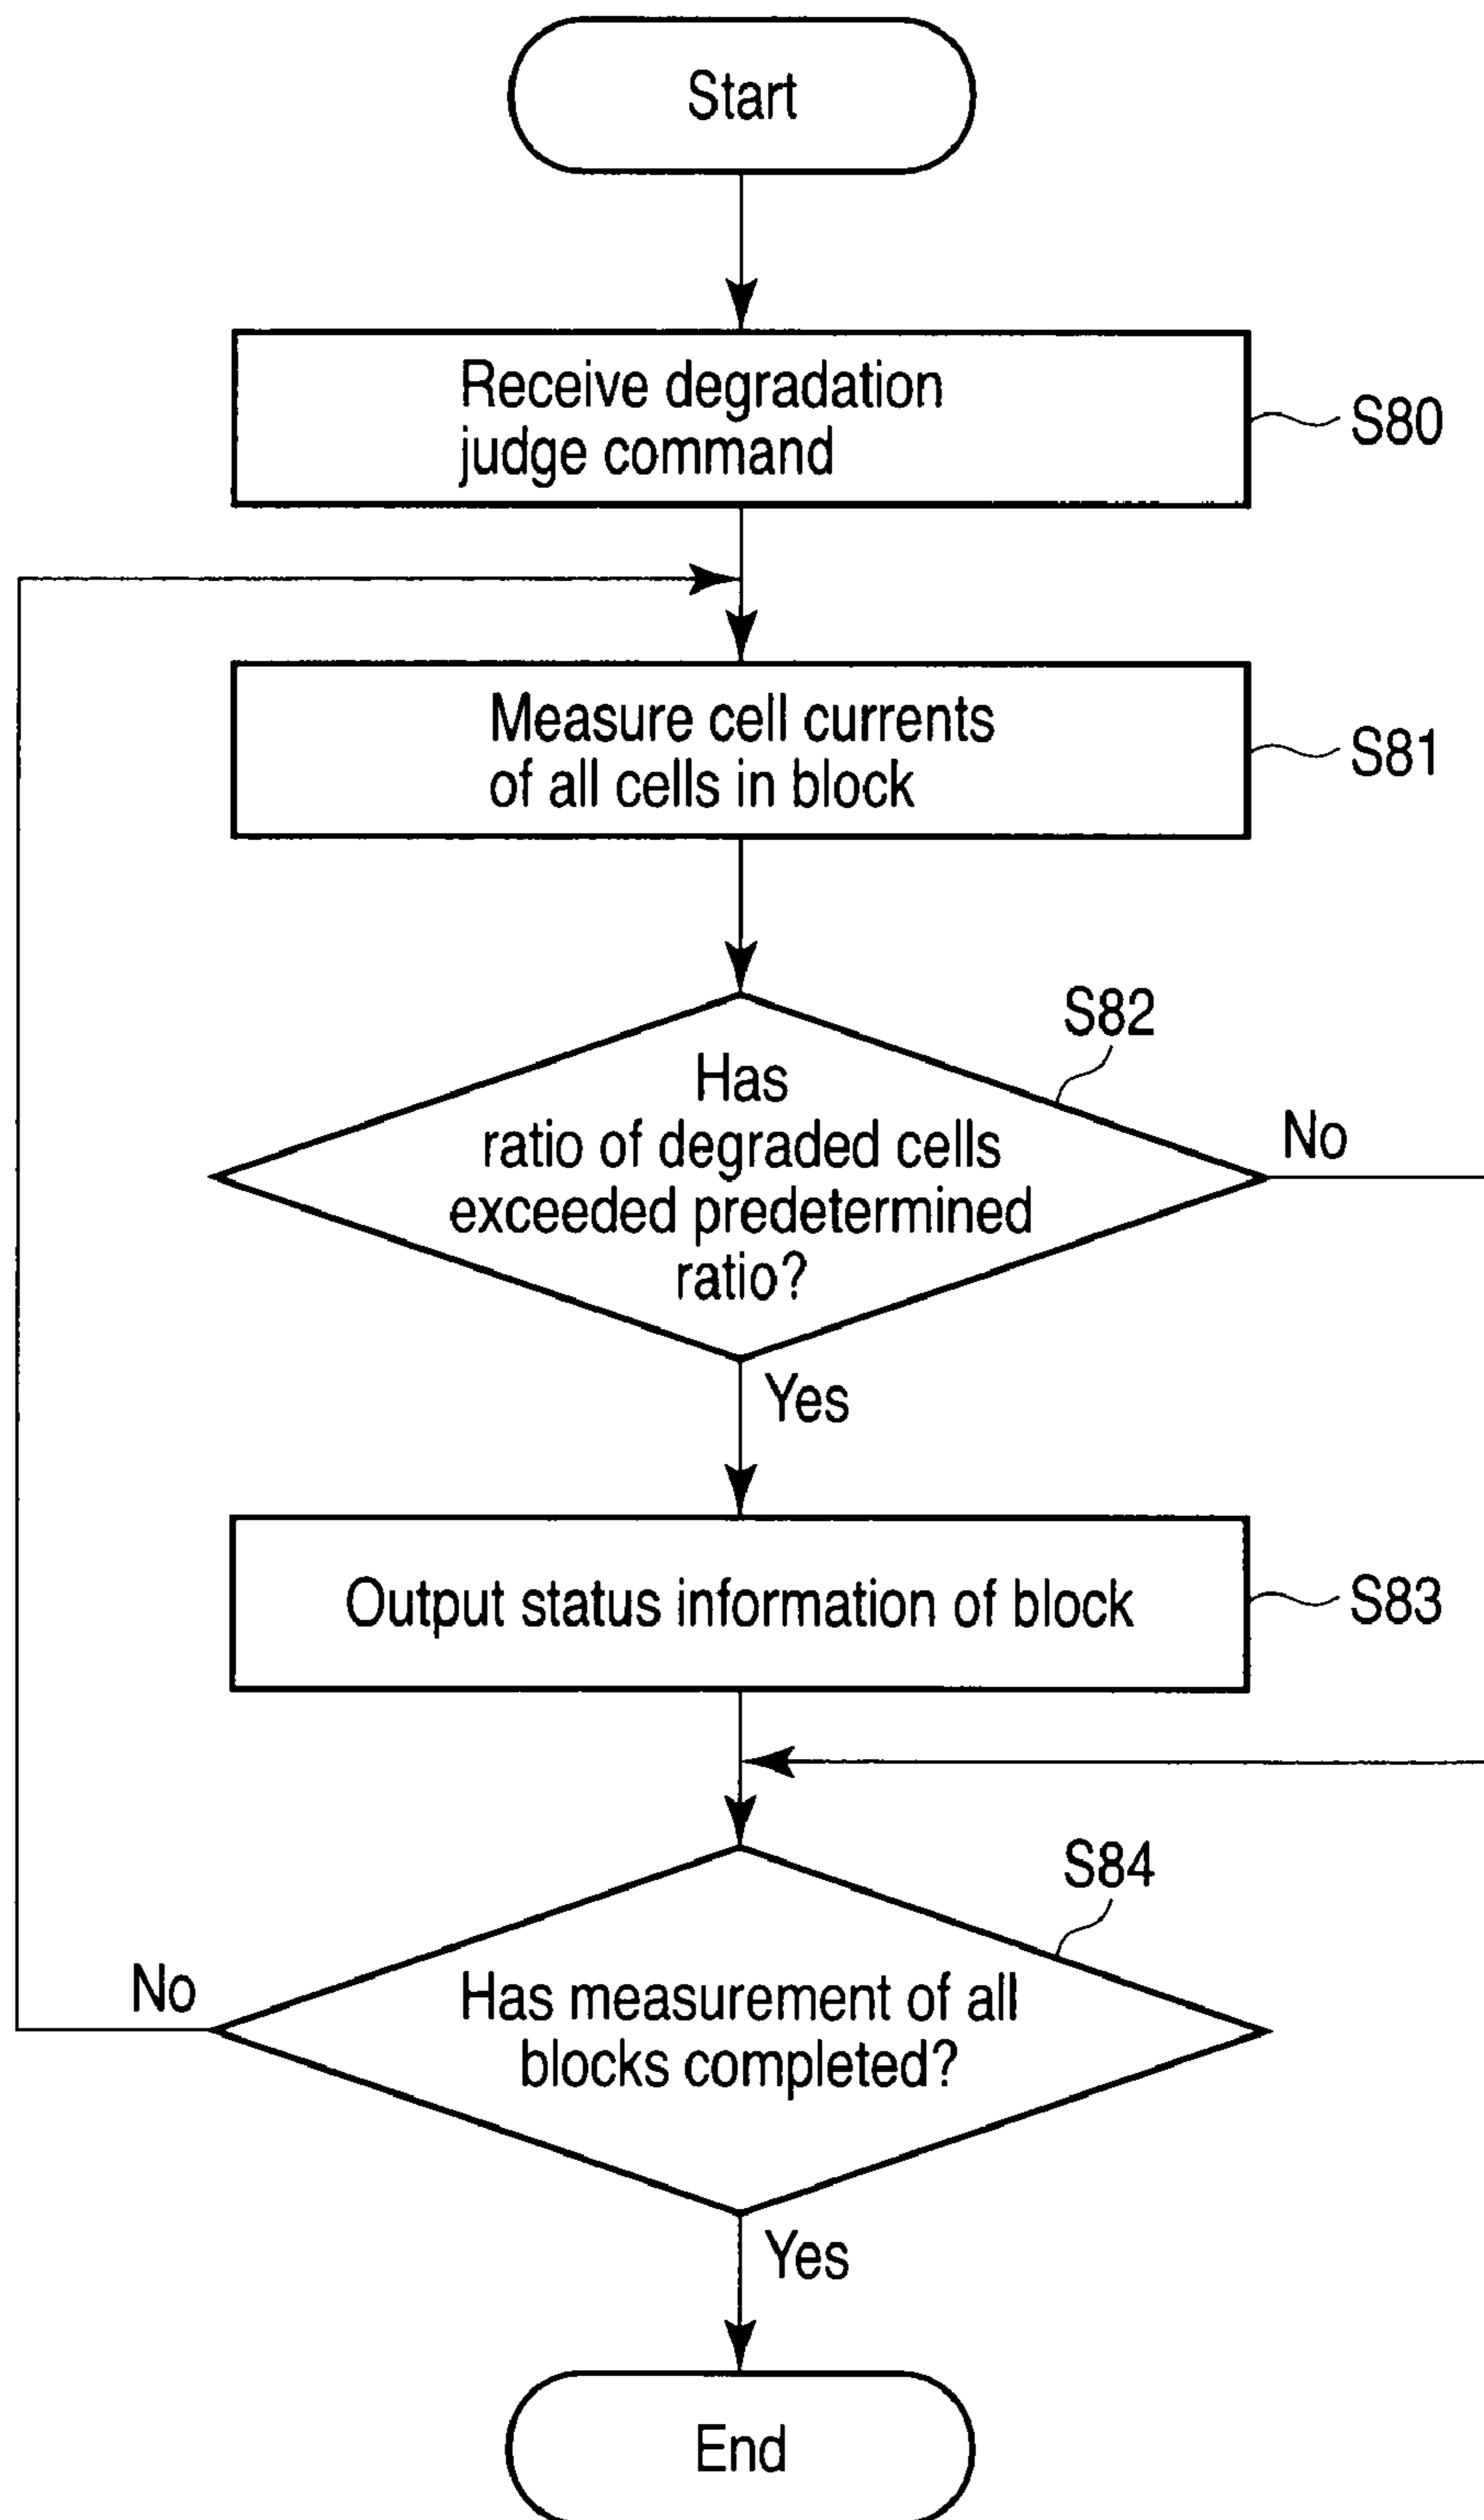 Start
Receive degradation
judge command
S80
Measure cell currents
of all cells in block
S81
S82
Has
ratio of degraded cells
exceeded predetermined
ratio?
No
Yes
Output status information of block
S83
S84
Has measurement of all
blocks completed?
No
Yes
End